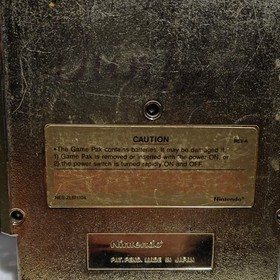 CAUTION
REV-A
•The Game Pak contains batteries. It may be damaged if,
1) Game Pak is removed or inserted with the power ON, or
2) the power switch is turned rapidly ON and OFF.
Nintendo
Nintendo
PAT. PEND. MADE IN JAPAN